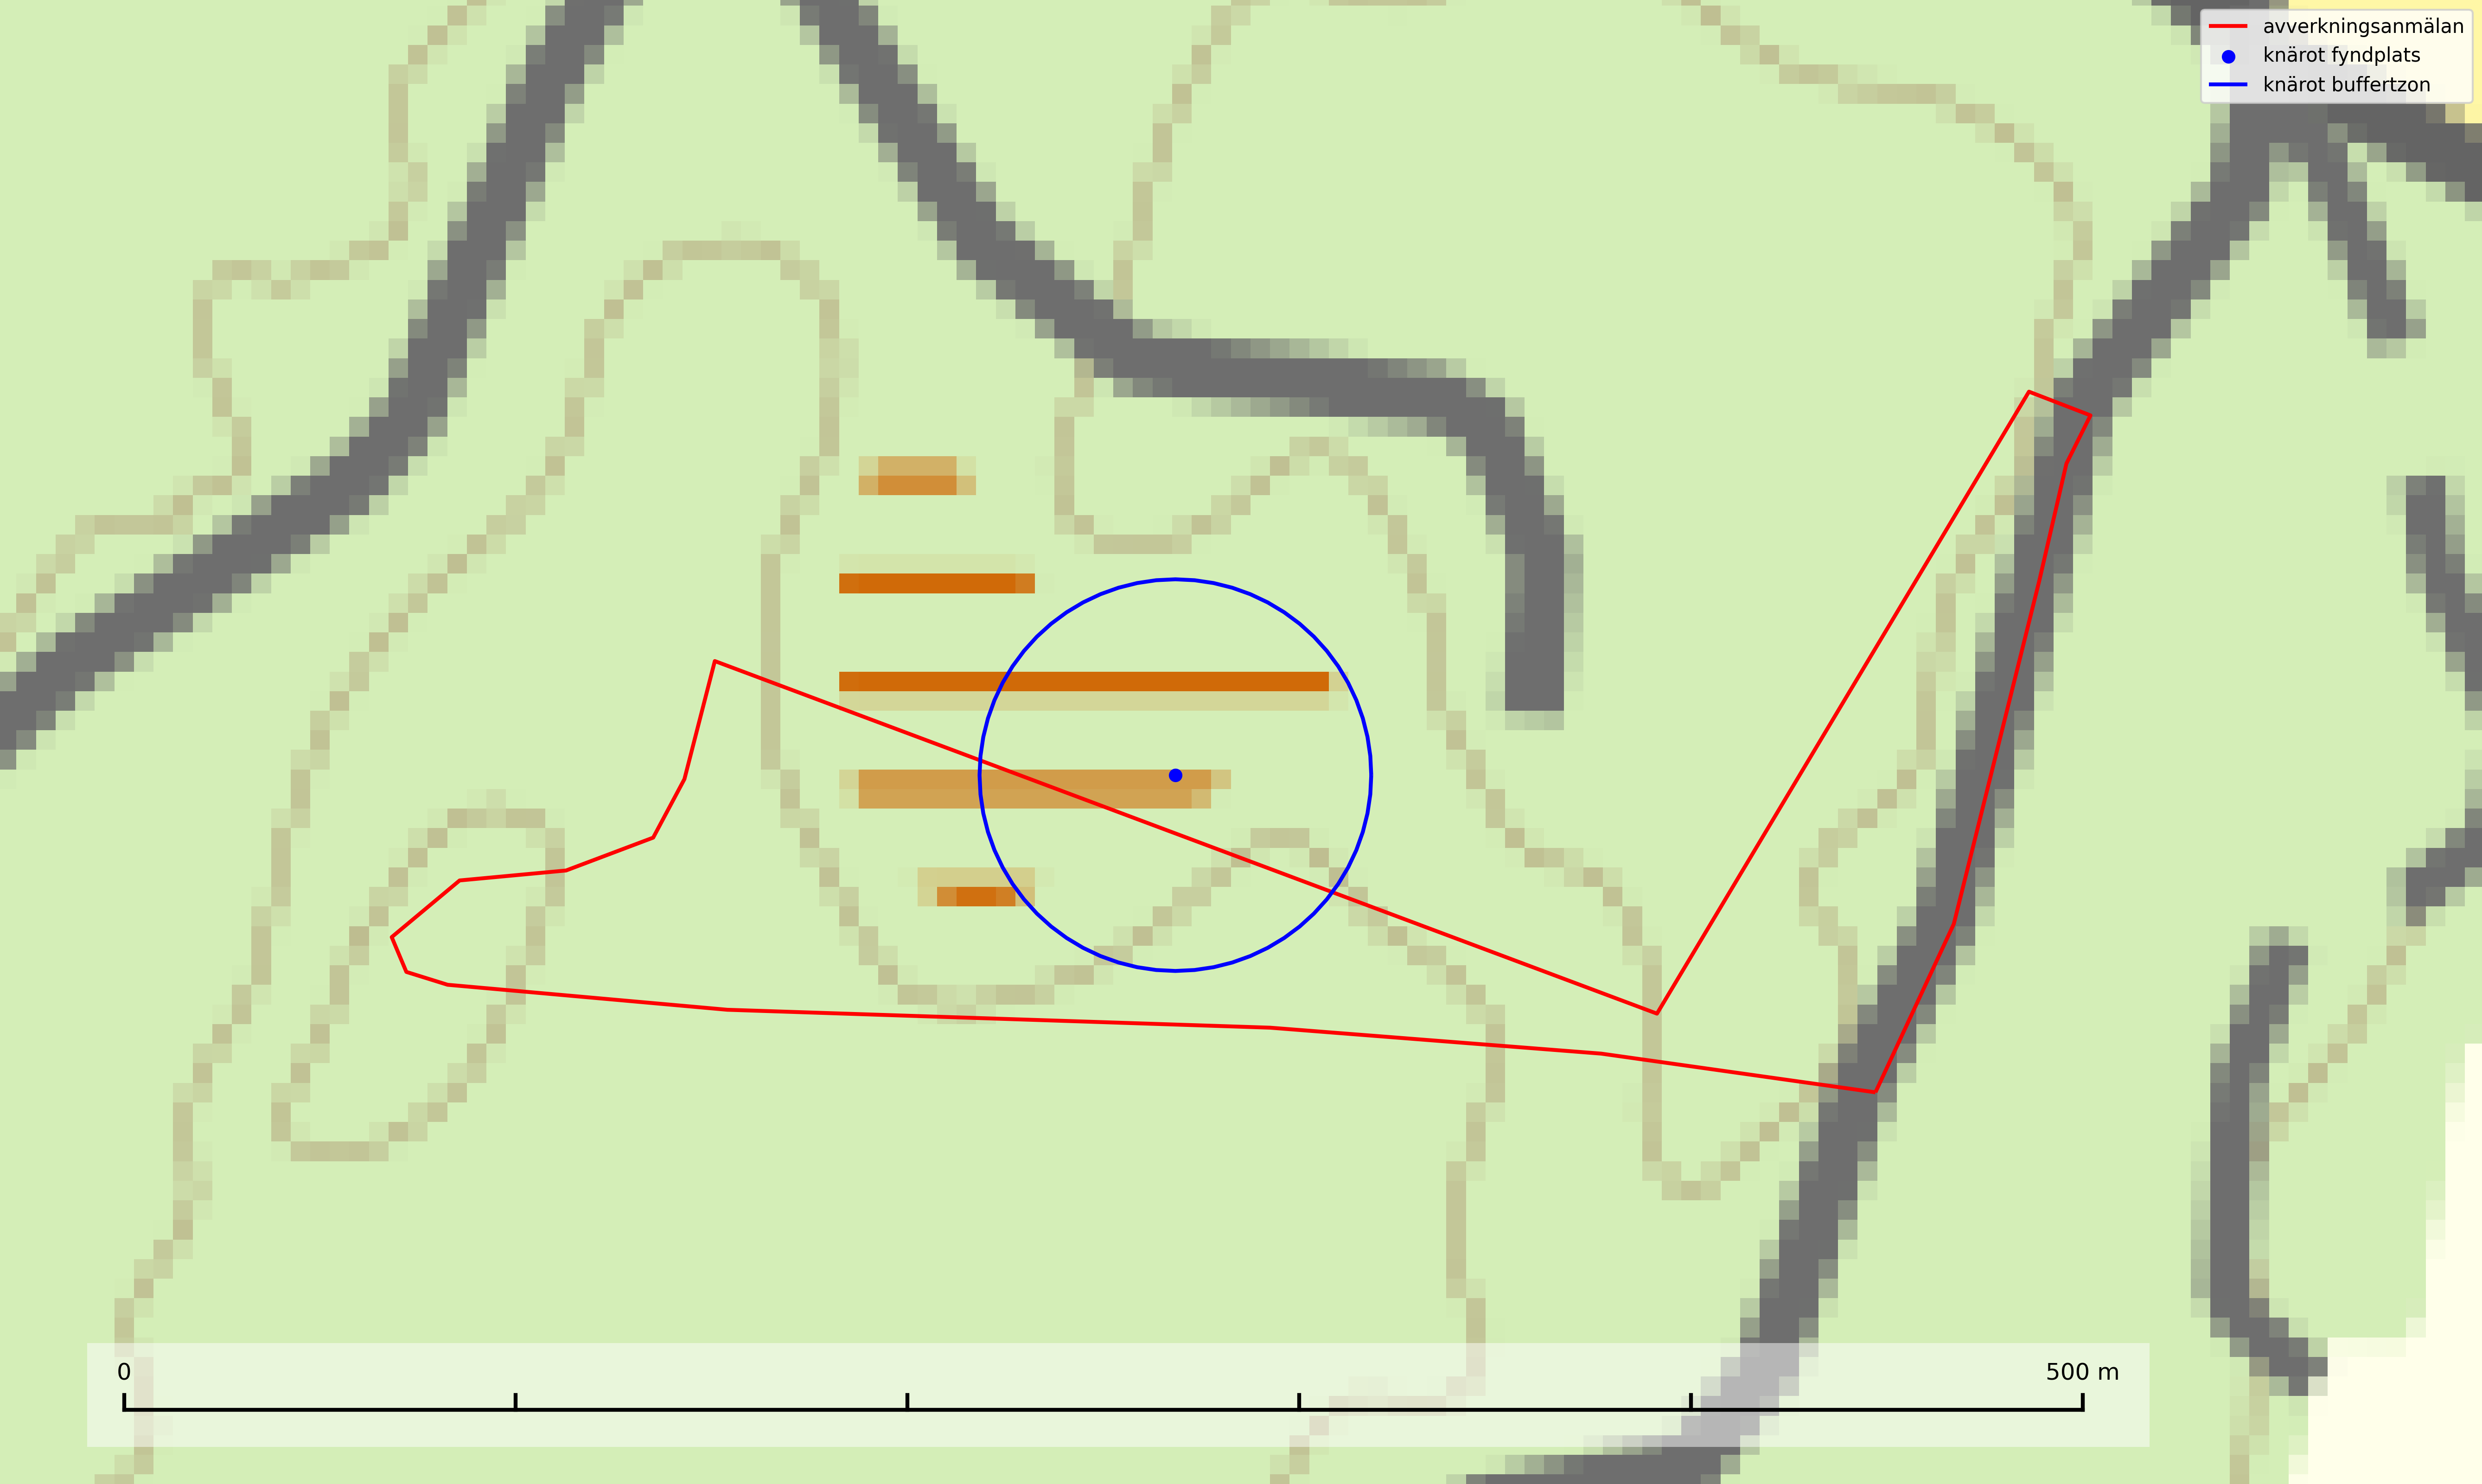 avverkningsanmälan
knärot fyndplats
knärot buffertzon
0
500 m